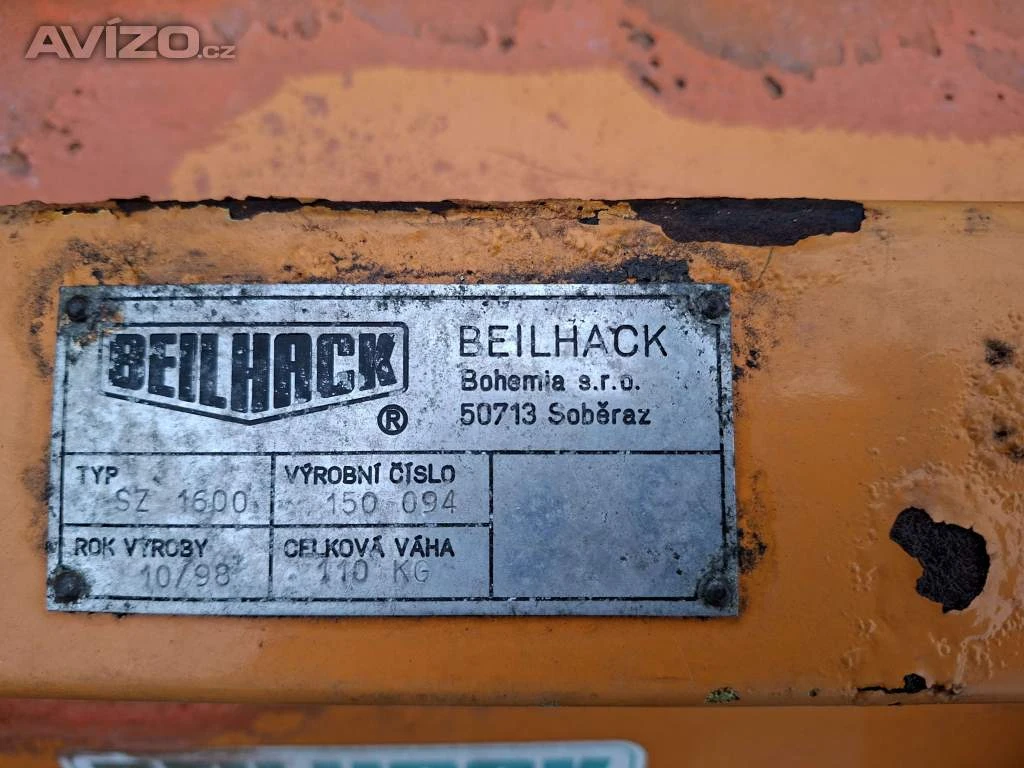 AVÍZO.cz
BEILHACK
®
BEILHACK
Bohemia s.r.o.
50713 Soběraz
TYP
SZ 1600
VÝROBNÍ ČÍSLO
150 094
ROK VÝROBY
10/98
CELKOVÁ VÁHA
110 KG